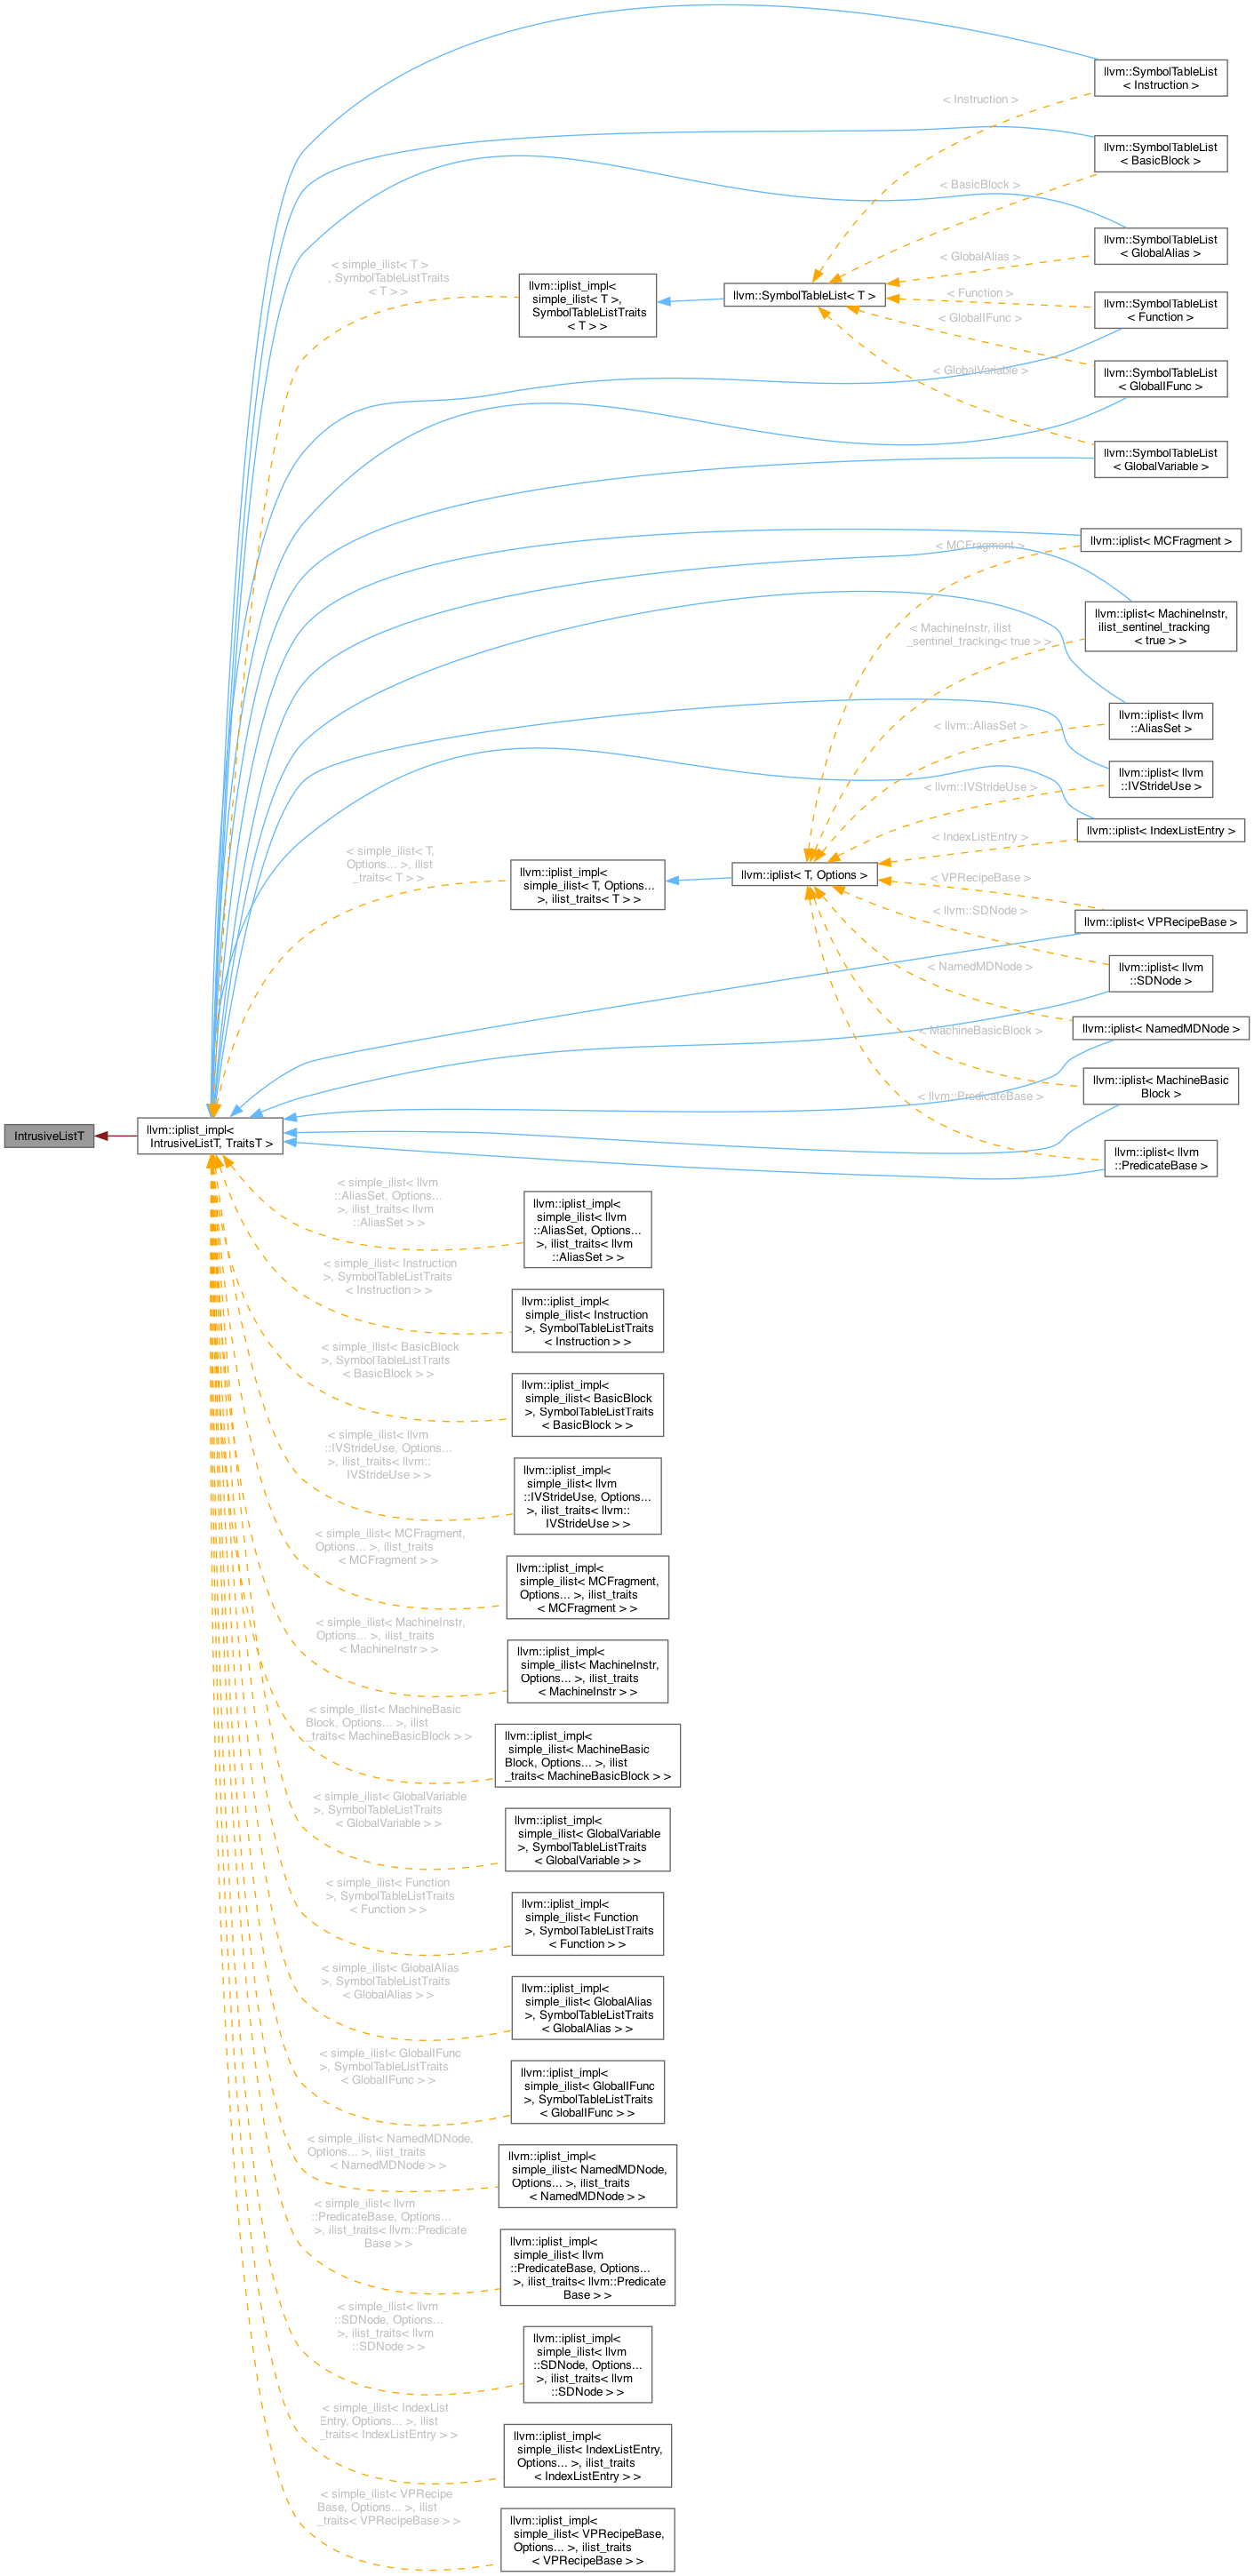 llvm::SymbolTableList
< Instruction >
< Instruction >
llvm::SymbolTableList
< BasicBlock >
< BasicBlock >
llvm::SymbolTableList
< GlobalAlias >
< GlobalAlias >
< simple_ilist< T >
, SymbolTableListTraits
< T > >
llvm::iplist_impl<
simple_ilist< T >,
SymbolTableListTraits
< T > >
llvm::SymbolTableList< T >
< Function >
llvm::SymbolTableList
< Function >
< GlobalIFunc >
llvm::SymbolTableList
< GlobalIFunc >
< GlobalVariable >
llvm::SymbolTableList
< GlobalVariable >
< MCFragment >
llvm::iplist< MCFragment >
< MachineInstr, ilist
_sentinel_tracking< true > >
llvm::iplist< MachineInstr,
ilist_sentinel_tracking
< true > >
< llvm::AliasSet >
llvm::iplist< llvm
::AliasSet >
< llvm::IVStrideUse >
llvm::iplist< llvm
::IVStrideUse >
< IndexListEntry >
llvm::iplist< IndexListEntry >
< simple_ilist< T,
Options... >, ilist
_traits< T > >
llvm::iplist_impl<
simple_ilist< T, Options...
>, ilist_traits< T > >
llvm::iplist< T, Options >
< VPRecipeBase >
llvm::iplist< VPRecipeBase >
< llvm::SDNode >
llvm::iplist< llvm
::SDNode >
< NamedMDNode >
llvm::iplist< NamedMDNode >
< MachineBasicBlock >
llvm::iplist< MachineBasic
Block >
< llvm::PredicateBase >
llvm::iplist< llvm
::PredicateBase >
IntrusiveListT
llvm::iplist_impl<
IntrusiveListT, TraitsT >
< simple_ilist< llvm
::AliasSet, Options...
>, ilist_traits< llvm
::AliasSet > >
llvm::iplist_impl<
simple_ilist< llvm
::AliasSet, Options...
>, ilist_traits< llvm
::AliasSet > >
< simple_ilist< Instruction
>, SymbolTableListTraits
< Instruction > >
llvm::iplist_impl<
simple_ilist< Instruction
>, SymbolTableListTraits
< Instruction > >
< simple_ilist< BasicBlock
>, SymbolTableListTraits
< BasicBlock > >
llvm::iplist_impl<
simple_ilist< BasicBlock
>, SymbolTableListTraits
< BasicBlock > >
< simple_ilist< llvm
::IVStrideUse, Options...
>, ilist_traits< llvm::
IVStrideUse > >
llvm::iplist_impl<
simple_ilist< llvm
::IVStrideUse, Options...
>, ilist_traits< llvm::
IVStrideUse > >
< simple_ilist< MCFragment,
Options... >, ilist_traits
< MCFragment > >
llvm::iplist_impl<
simple_ilist< MCFragment,
Options... >, ilist_traits
< MCFragment > >
< simple_ilist< MachineInstr,
Options... >, ilist_traits
< MachineInstr > >
llvm::iplist_impl<
simple_ilist< MachineInstr,
Options... >, ilist_traits
< MachineInstr > >
< simple_ilist< MachineBasic
Block, Options... >, ilist
_traits< MachineBasicBlock > >
llvm::iplist_impl<
simple_ilist< MachineBasic
Block, Options... >, ilist
_traits< MachineBasicBlock > >
< simple_ilist< GlobalVariable
>, SymbolTableListTraits
< GlobalVariable > >
llvm::iplist_impl<
simple_ilist< GlobalVariable
>, SymbolTableListTraits
< GlobalVariable > >
< simple_ilist< Function
>, SymbolTableListTraits
< Function > >
llvm::iplist_impl<
simple_ilist< Function
>, SymbolTableListTraits
< Function > >
< simple_ilist< GlobalAlias
>, SymbolTableListTraits
< GlobalAlias > >
llvm::iplist_impl<
simple_ilist< GlobalAlias
>, SymbolTableListTraits
< GlobalAlias > >
< simple_ilist< GlobalIFunc
>, SymbolTableListTraits
< GlobalIFunc > >
llvm::iplist_impl<
simple_ilist< GlobalIFunc
>, SymbolTableListTraits
< GlobalIFunc > >
< simple_ilist< NamedMDNode,
Options... >, ilist_traits
< NamedMDNode > >
llvm::iplist_impl<
simple_ilist< NamedMDNode,
Options... >, ilist_traits
< NamedMDNode > >
< simple_ilist< llvm
::PredicateBase, Options...
>, ilist_traits< llvm::Predicate
Base > >
llvm::iplist_impl<
simple_ilist< llvm
::PredicateBase, Options...
>, ilist_traits< llvm::Predicate
Base > >
< simple_ilist< llvm
::SDNode, Options...
>, ilist_traits< llvm
::SDNode > >
llvm::iplist_impl<
simple_ilist< llvm
::SDNode, Options...
>, ilist_traits< llvm
::SDNode > >
< simple_ilist< IndexList
Entry, Options... >, ilist
_traits< IndexListEntry > >
llvm::iplist_impl<
simple_ilist< IndexListEntry,
Options... >, ilist_traits
< IndexListEntry > >
< simple_ilist< VPRecipe
Base, Options... >, ilist
_traits< VPRecipeBase > >
llvm::iplist_impl<
simple_ilist< VPRecipeBase,
Options... >, ilist_traits
< VPRecipeBase > >